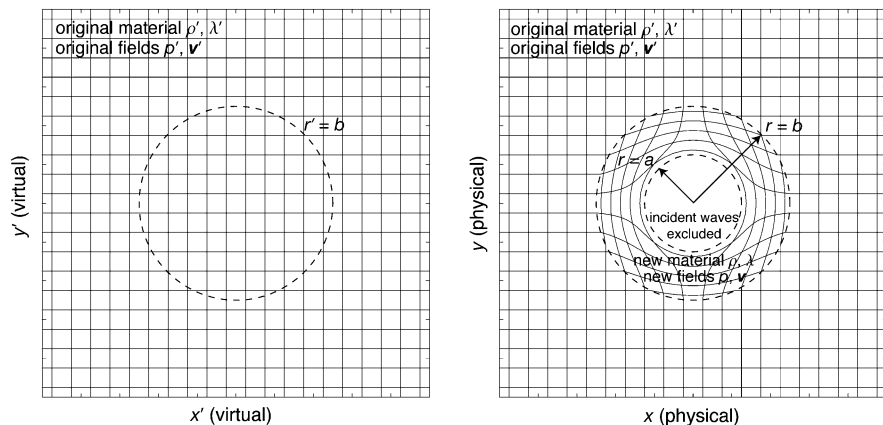 original material ρ′, λ′
original fields p′, v′
r′ = b
y′ (virtual)
x′ (virtual)
original material ρ′, λ′
original fields p′, v′
r = b
r = a
incident waves
excluded
new material ρ, λ
new fields p, v
y (physical)
x (physical)